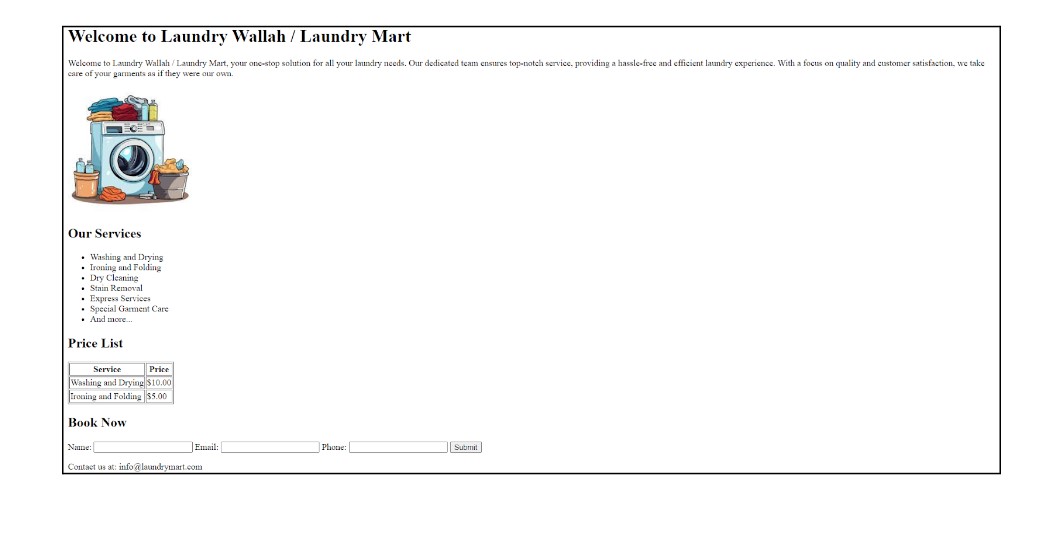 Welcome to Laundry Wallah / Laundry Mart
Welcome to Laundry Wallah / Laundry Mart, your one-stop solution for all your laundry needs. Our dedicated team ensures top-notch service, providing a hassle-free and efficient laundry experience. With a focus on quality and customer satisfaction, we take
care of your garments as if they were our own.
Our Services
• Washing and Drying
• Ironing and Folding
• Dry Cleaning
• Stain Removal
• Express Services
• Special Garment Care
• And more...
Price List
Service Price
Washing and Drying $10.00
Ironing and Folding $5.00
Book Now
Name: Email: Phone: Submit
Contact us at: info@laundrymart.com